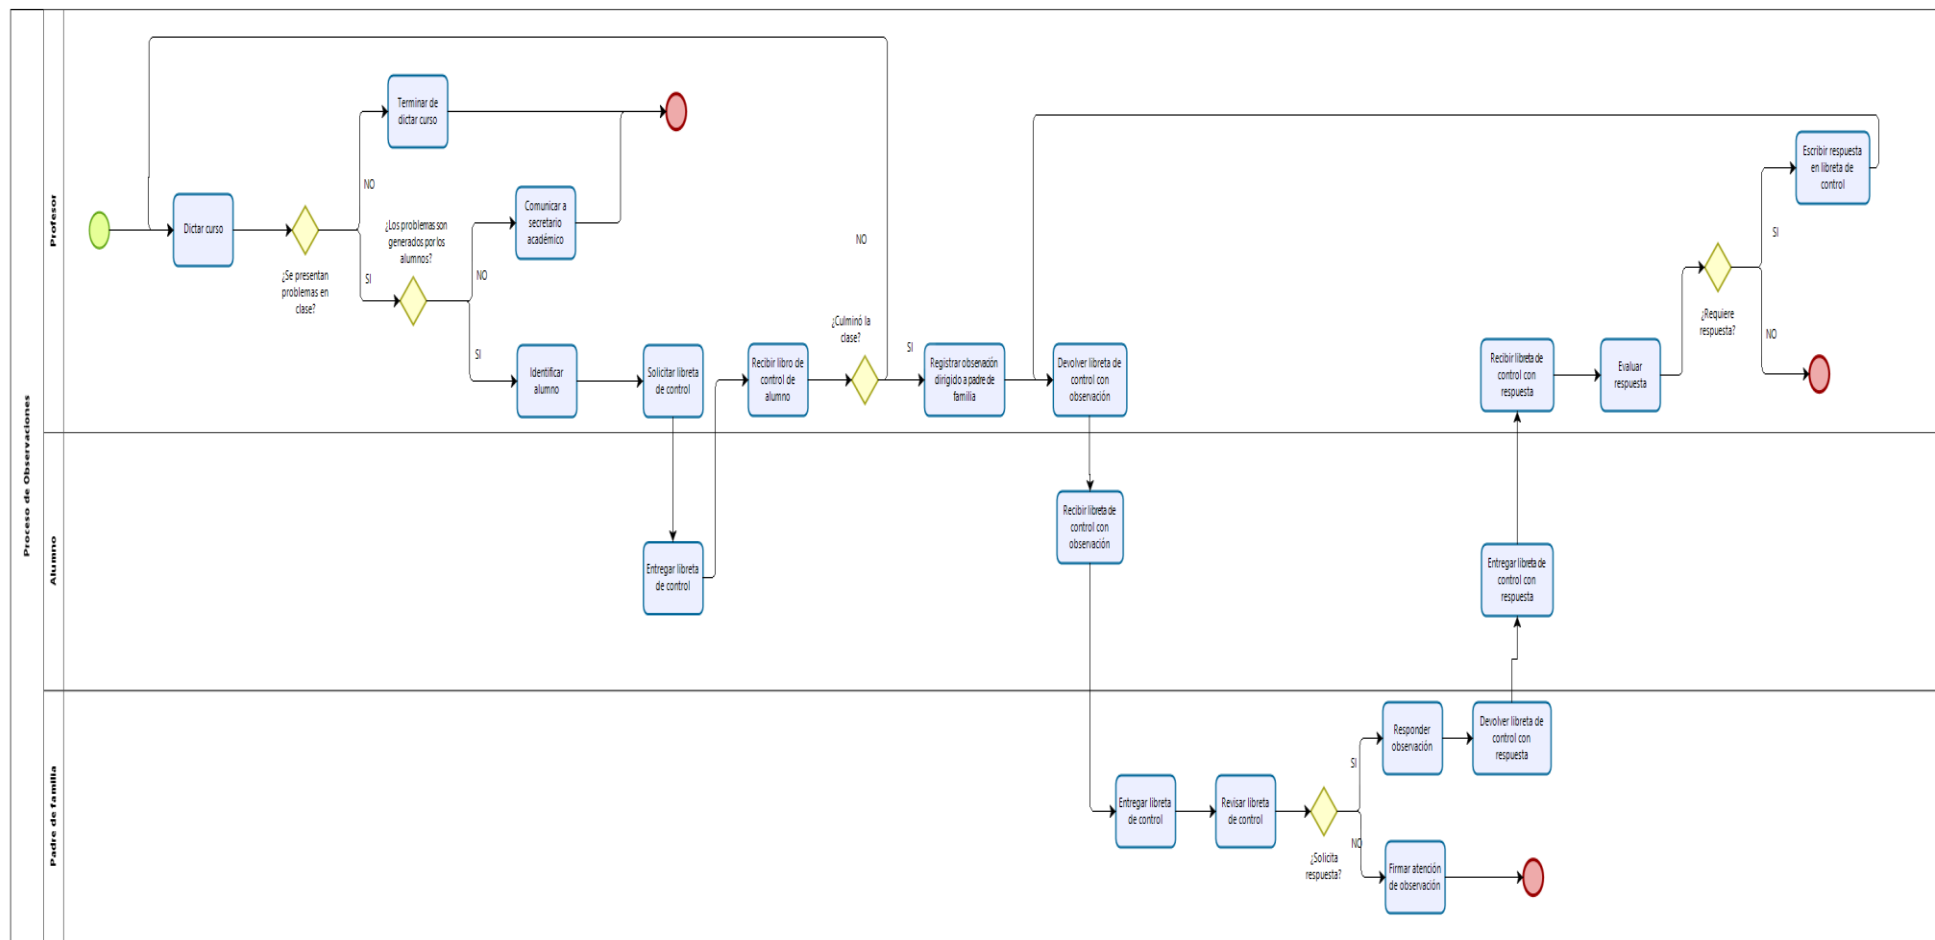 Proceso de Observaciones
Profesor
Dictar curso
¿Se presentan
problemas en
clase?
NO
SI
Terminar de
dictar curso
¿Los problemas son
generados por los
alumnos?
NO
SI
Comunicar a
secretario
académico
Identificar
alumno
Solicitar libreta
de control
Recibir libro de
control de
alumno
¿Culminó la
clase?
NO
SI
Registrar observación
dirigido a padre de
familia
Devolver libreta de
control con
observación
Recibir libreta de
control con
respuesta
Evaluar
respuesta
¿Requiere
respuesta?
SI
NO
Escribir respuesta
en libreta de
control
Alumno
Entregar libreta
de control
Recibir libreta de
control con
observación
Entregar libreta de
control con
respuesta
Padre de familia
Entregar libreta
de control
Revisar libreta
de control
¿Solicita
respuesta?
SI
NO
Responder
observación
Devolver libreta de
control con
respuesta
Firmar atención
de observación